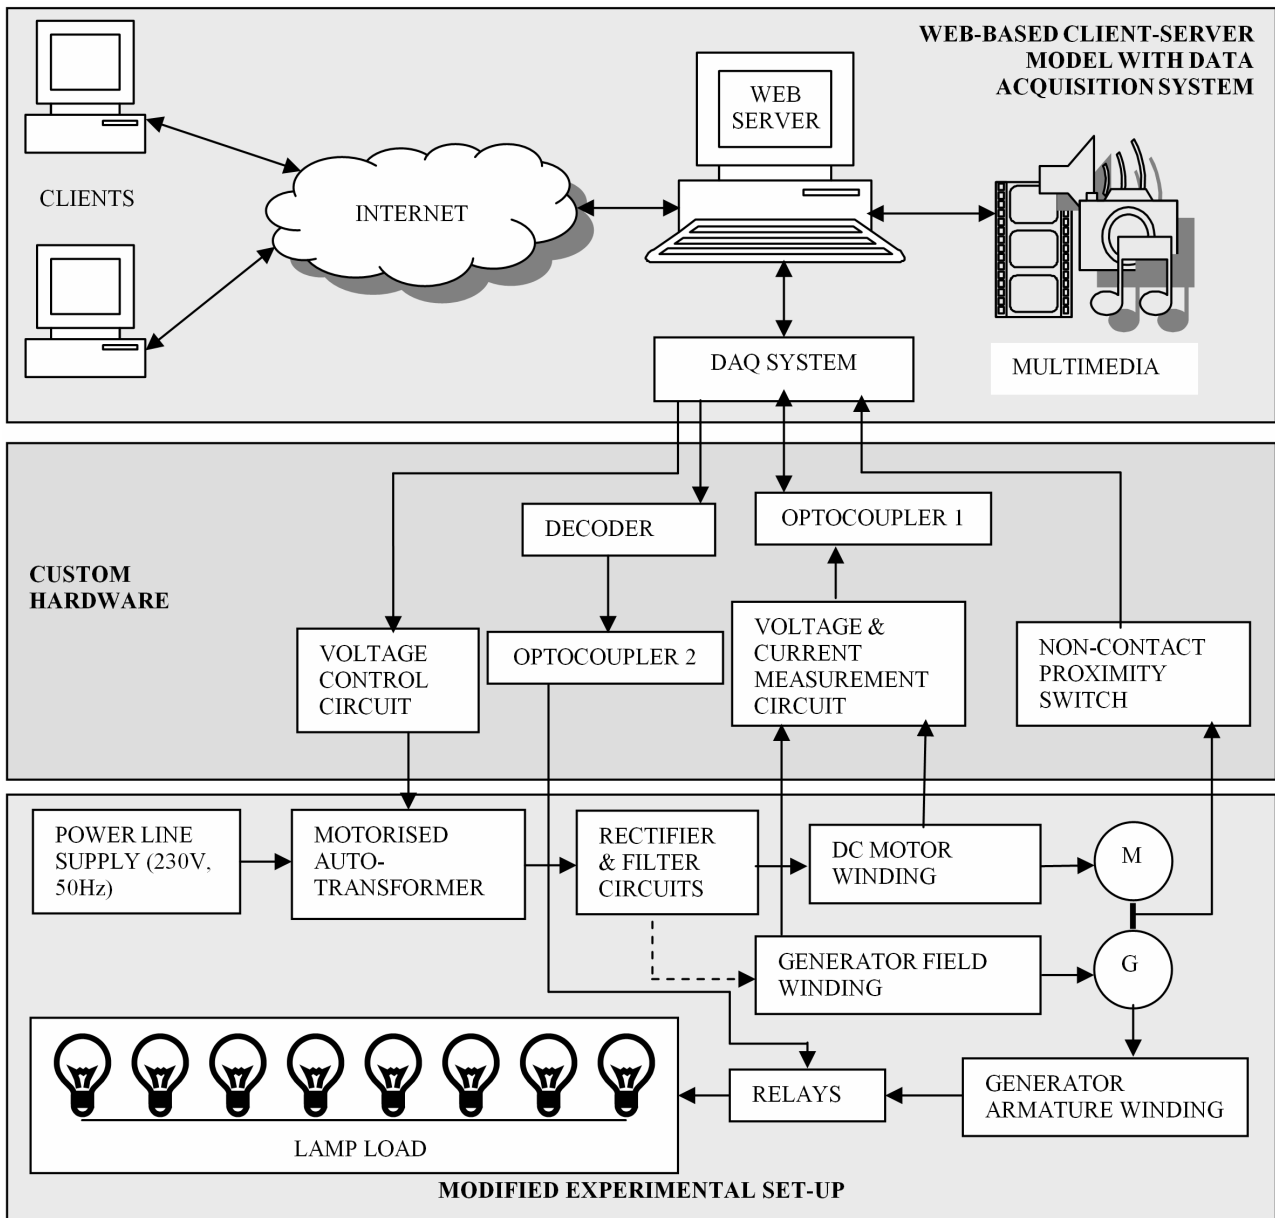 WEB-BASED CLIENT-SERVER
MODEL WITH DATA
ACQUISITION SYSTEM
WEB
SERVER
CLIENTS
INTERNET
DAQ SYSTEM
MULTIMEDIA
CUSTOM
HARDWARE
DECODER
OPTOCOUPLER 1
VOLTAGE
CONTROL
CIRCUIT
OPTOCOUPLER 2
VOLTAGE &
CURRENT
MEASUREMENT
CIRCUIT
NON-CONTACT
PROXIMITY
SWITCH
POWER LINE
SUPPLY (230V,
50Hz)
MOTORISED
AUTO-
TRANSFORMER
RECTIFIER
& FILTER
CIRCUITS
DC MOTOR
WINDING
M
GENERATOR FIELD
WINDING
G
LAMP LOAD
RELAYS
GENERATOR
ARMATURE WINDING
MODIFIED EXPERIMENTAL SET-UP